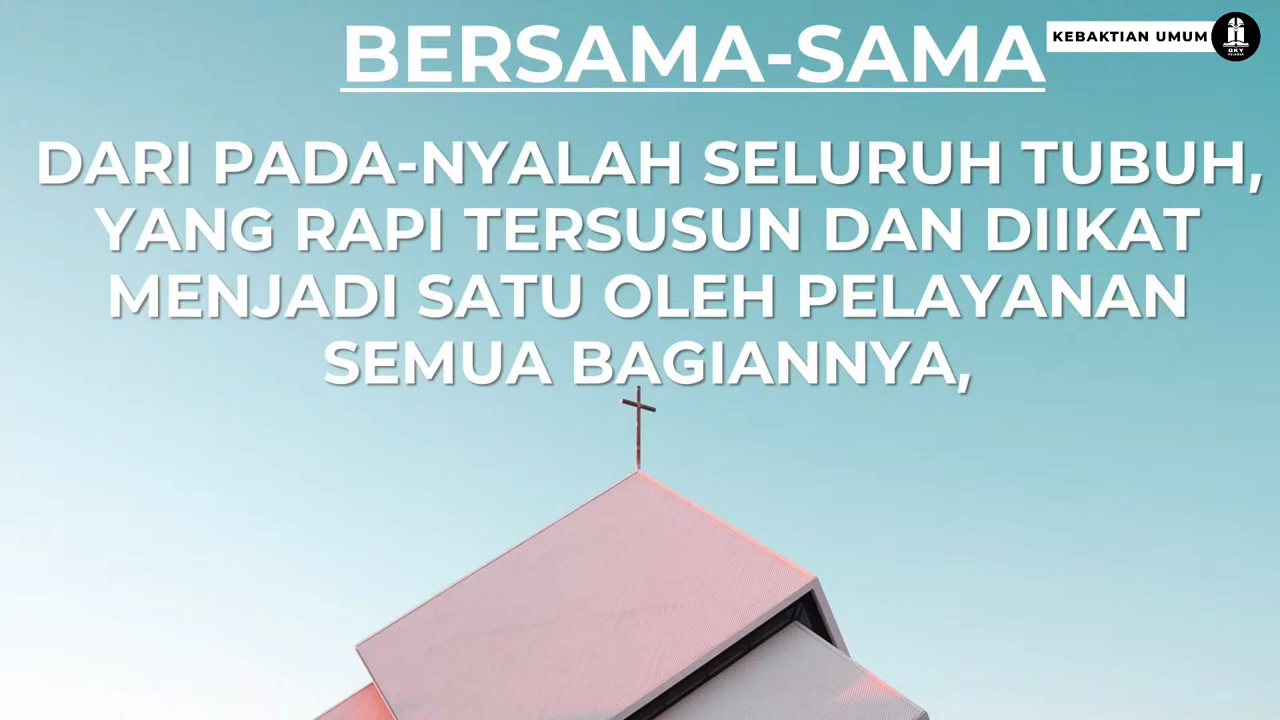 BERSAMA-SAMA
KEBAKTIAN UMUM
GKY
DARI PADA-NYALAH SELURUH TUBUH,
YANG RAPI TERSUSUN DAN DIIKAT
MENJADI SATU OLEH PELAYANAN
SEMUA BAGIANNYA,